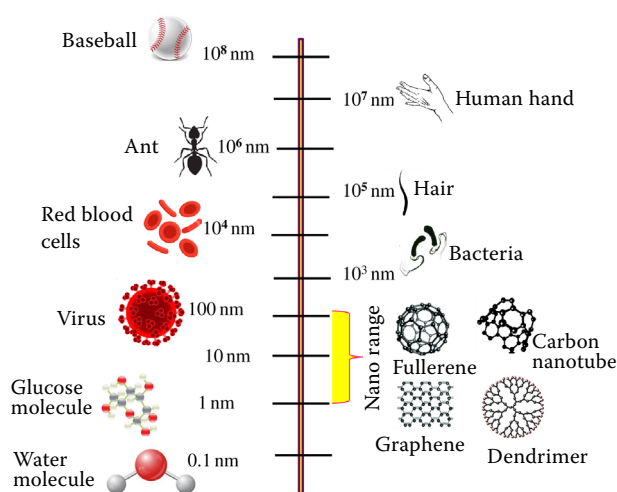 Baseball
10⁸ nm
10⁷ nm
Human hand
Ant
10⁶ nm
10⁵ nm
Hair
Red blood
cells
10⁴ nm
Bacteria
10³ nm
Virus
100 nm
10 nm
Nano range
Fullerene
Carbon
nanotube
Glucose
molecule
1 nm
Graphene
Dendrimer
Water
molecule
0.1 nm